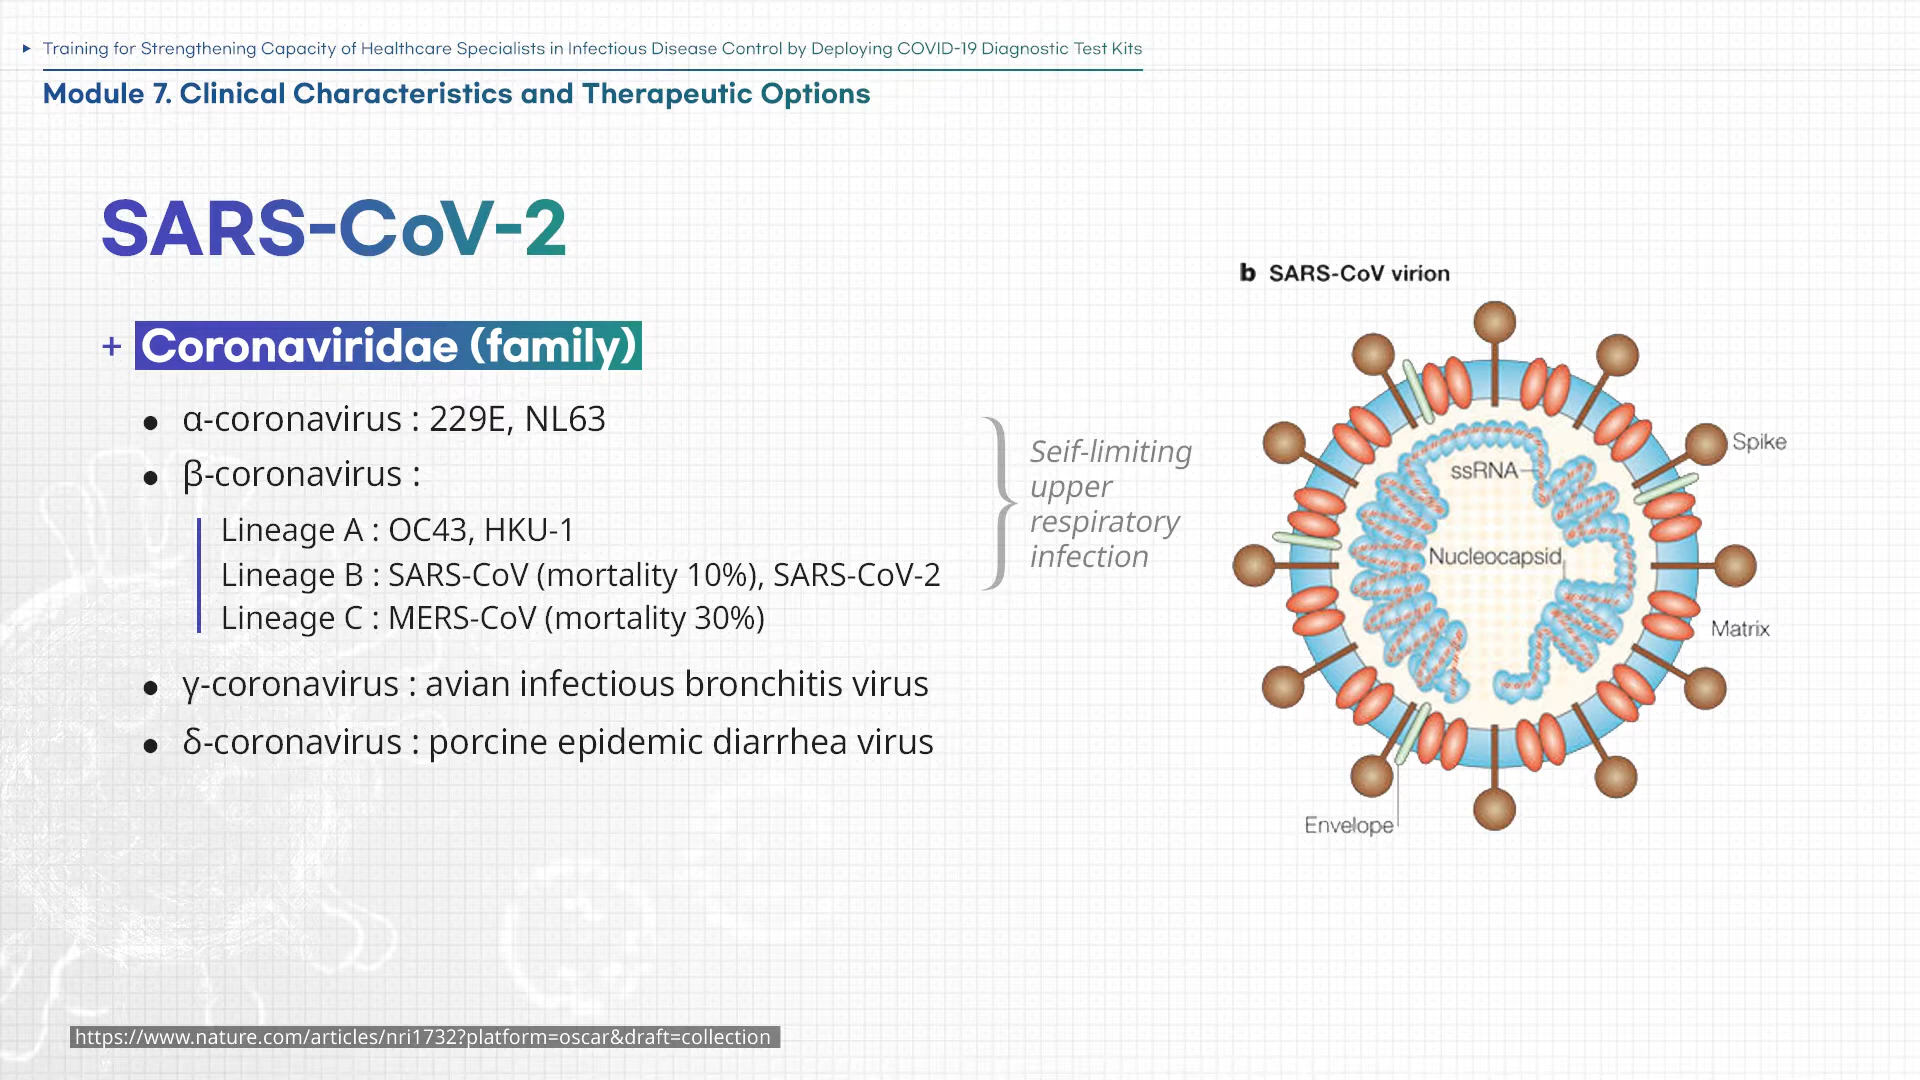 Training for Strengthening Capacity of Healthcare Specialists in Infectious Disease Control by Deploying COVID-19 Diagnostic Test Kits
Module 7. Clinical Characteristics and Therapeutic Options
SARS-CoV-2
+ Coronaviridae (family)
● α-coronavirus : 229E, NL63
● β-coronavirus :
Lineage A : OC43, HKU-1
Lineage B : SARS-CoV (mortality 10%), SARS-CoV-2
Lineage C : MERS-CoV (mortality 30%)
● γ-coronavirus : avian infectious bronchitis virus
● δ-coronavirus : porcine epidemic diarrhea virus
Seif-limiting
upper
respiratory
infection
b SARS-CoV virion
Spike
ssRNA
Nucleocapsid
Matrix
Envelope
https://www.nature.com/articles/nri1732?platform=oscar&draft=collection